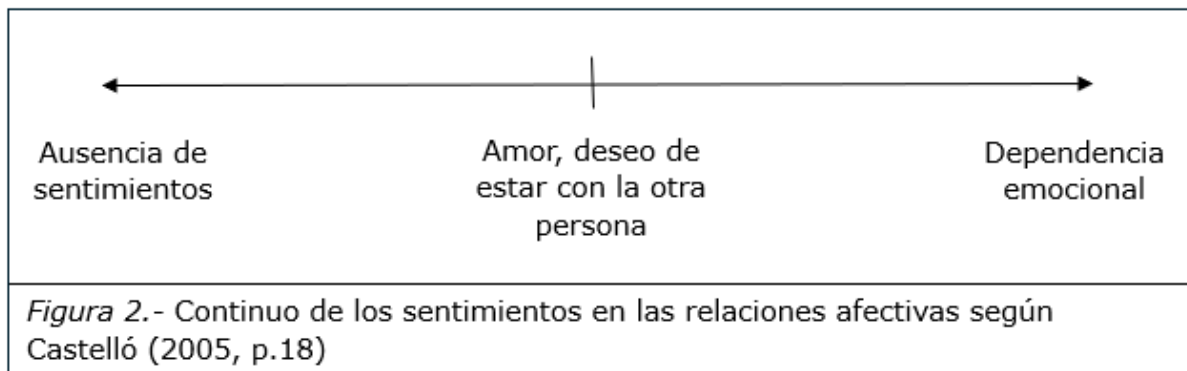 Ausencia de
sentimientos
Amor, deseo de
estar con la otra
persona
Dependencia
emocional
Figura 2.- Continuo de los sentimientos en las relaciones afectivas según
Castelló (2005, p.18)